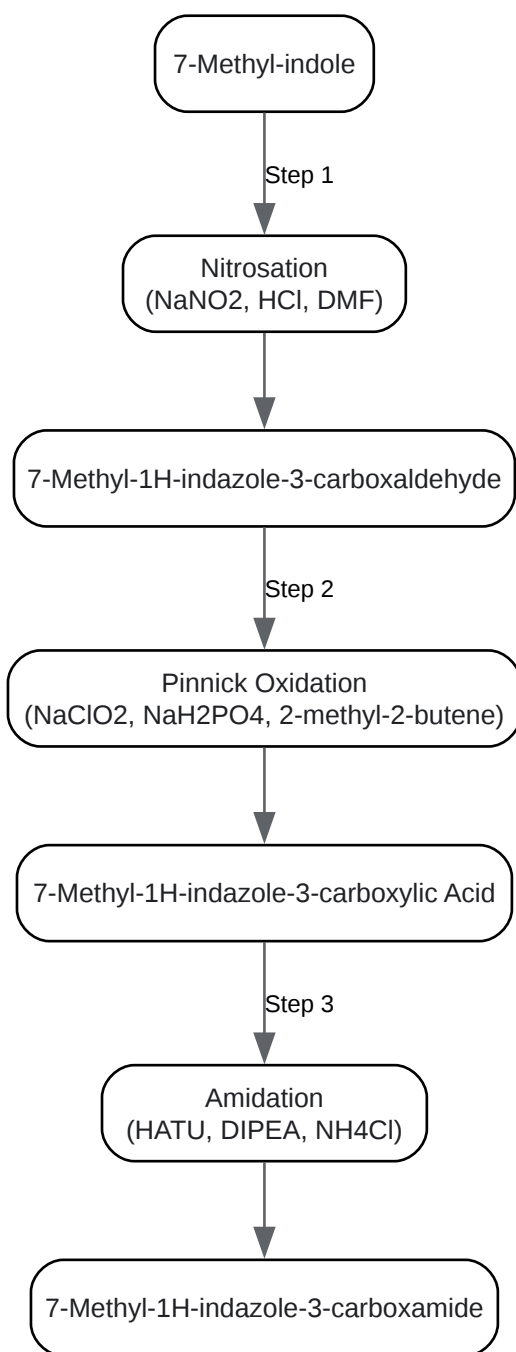 7-Methyl-indole
Step 1
Nitrosation
(NaNO2, HCl, DMF)
7-Methyl-1H-indazole-3-carboxaldehyde
Step 2
Pinnick Oxidation
(NaClO2, NaH2PO4, 2-methyl-2-butene)
7-Methyl-1H-indazole-3-carboxylic Acid
Step 3
Amidation
(HATU, DIPEA, NH4Cl)
7-Methyl-1H-indazole-3-carboxamide